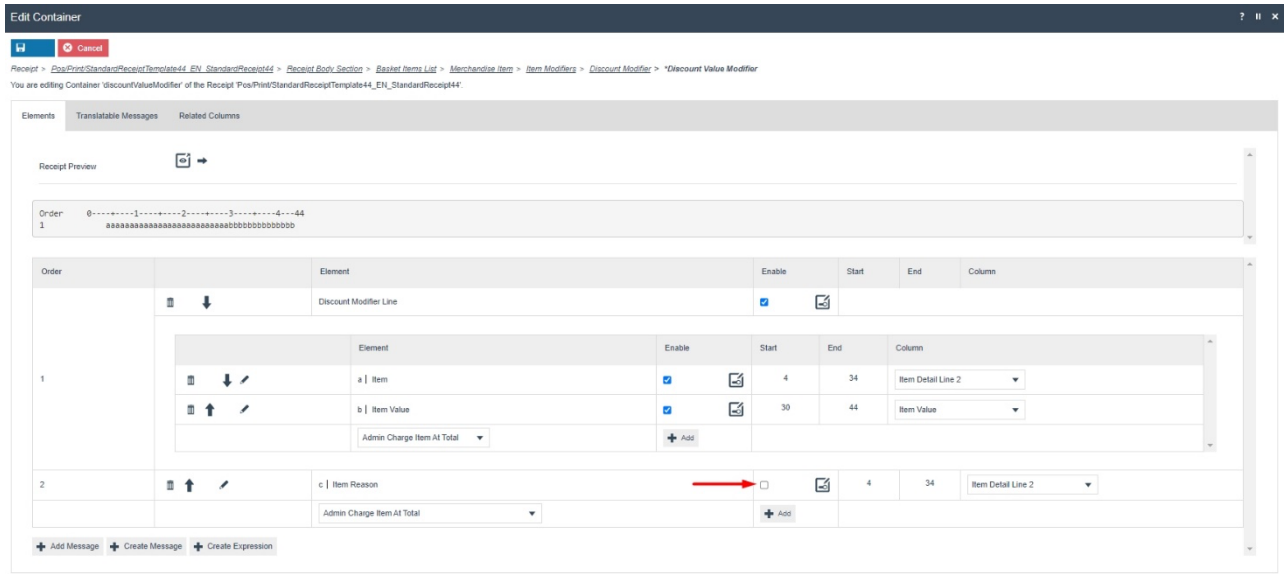 Edit Container
? II X
Cancel
Receipt > Pos/Print/StandardReceiptTemplate44_EN_StandardReceipt44 > Receipt Body Section > Basket Items List > Merchandise Item > Item Modifiers > Discount Modifier > *Discount Value Modifier
You are editing Container 'discountValueModifier' of the Receipt 'Pos/Print/StandardReceiptTemplate44_EN_StandardReceipt44'.
Elements Translatable Messages Related Columns
Receipt Preview
Order 0----+----1----+----2----+----3----+----4---44
1 aaaaaaaaaaaaaaaaaaaaaaaaaabbbbbbbbbbbbbb
Order Element Enable Start End Column
Discount Modifier Line
Element Enable Start End Column
1 a | Item 4 34 Item Detail Line 2
b | Item Value 30 44 Item Value
Admin Charge Item At Total Add
2 c | Item Reason 4 34 Item Detail Line 2
Admin Charge Item At Total Add
Add Message Create Message Create Expression